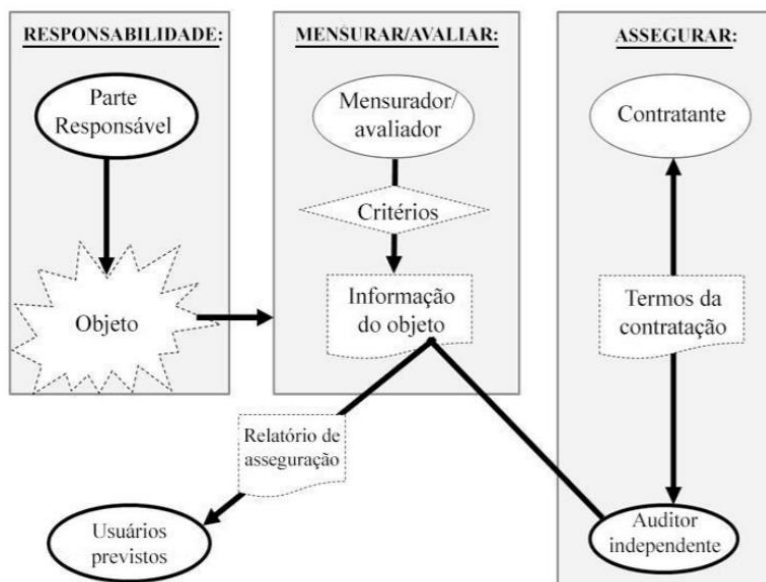 RESPONSABILIDADE:
Parte
Responsável
Objeto
MENSURAR/AVALIAR:
Mensurador/
avaliador
Critérios
Informação
do objeto
ASSEGURAR:
Contratante
Termos da
contratação
Auditor
independente
Relatório de
asseguração
Usuários
previstos